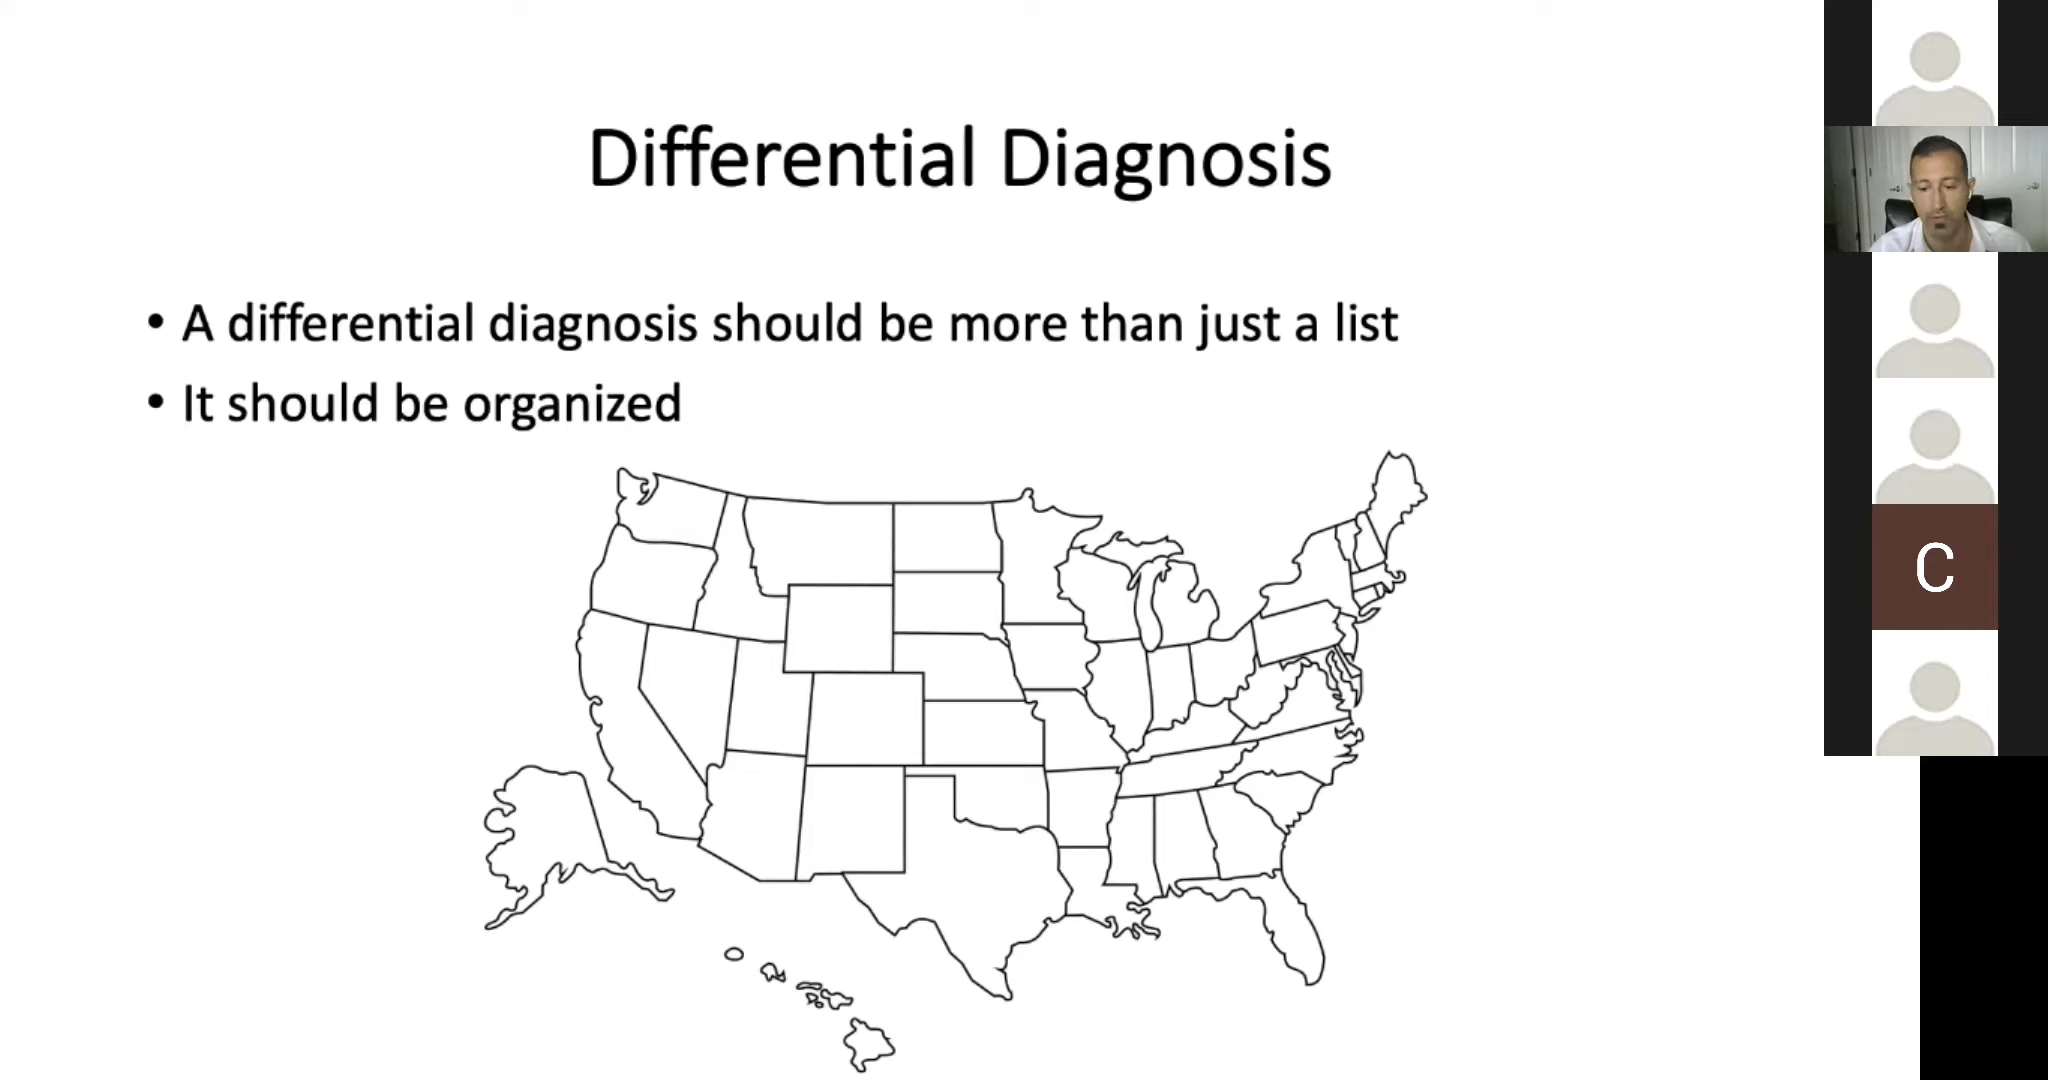 Differential Diagnosis
• A differential diagnosis should be more than just a list
• It should be organized
C